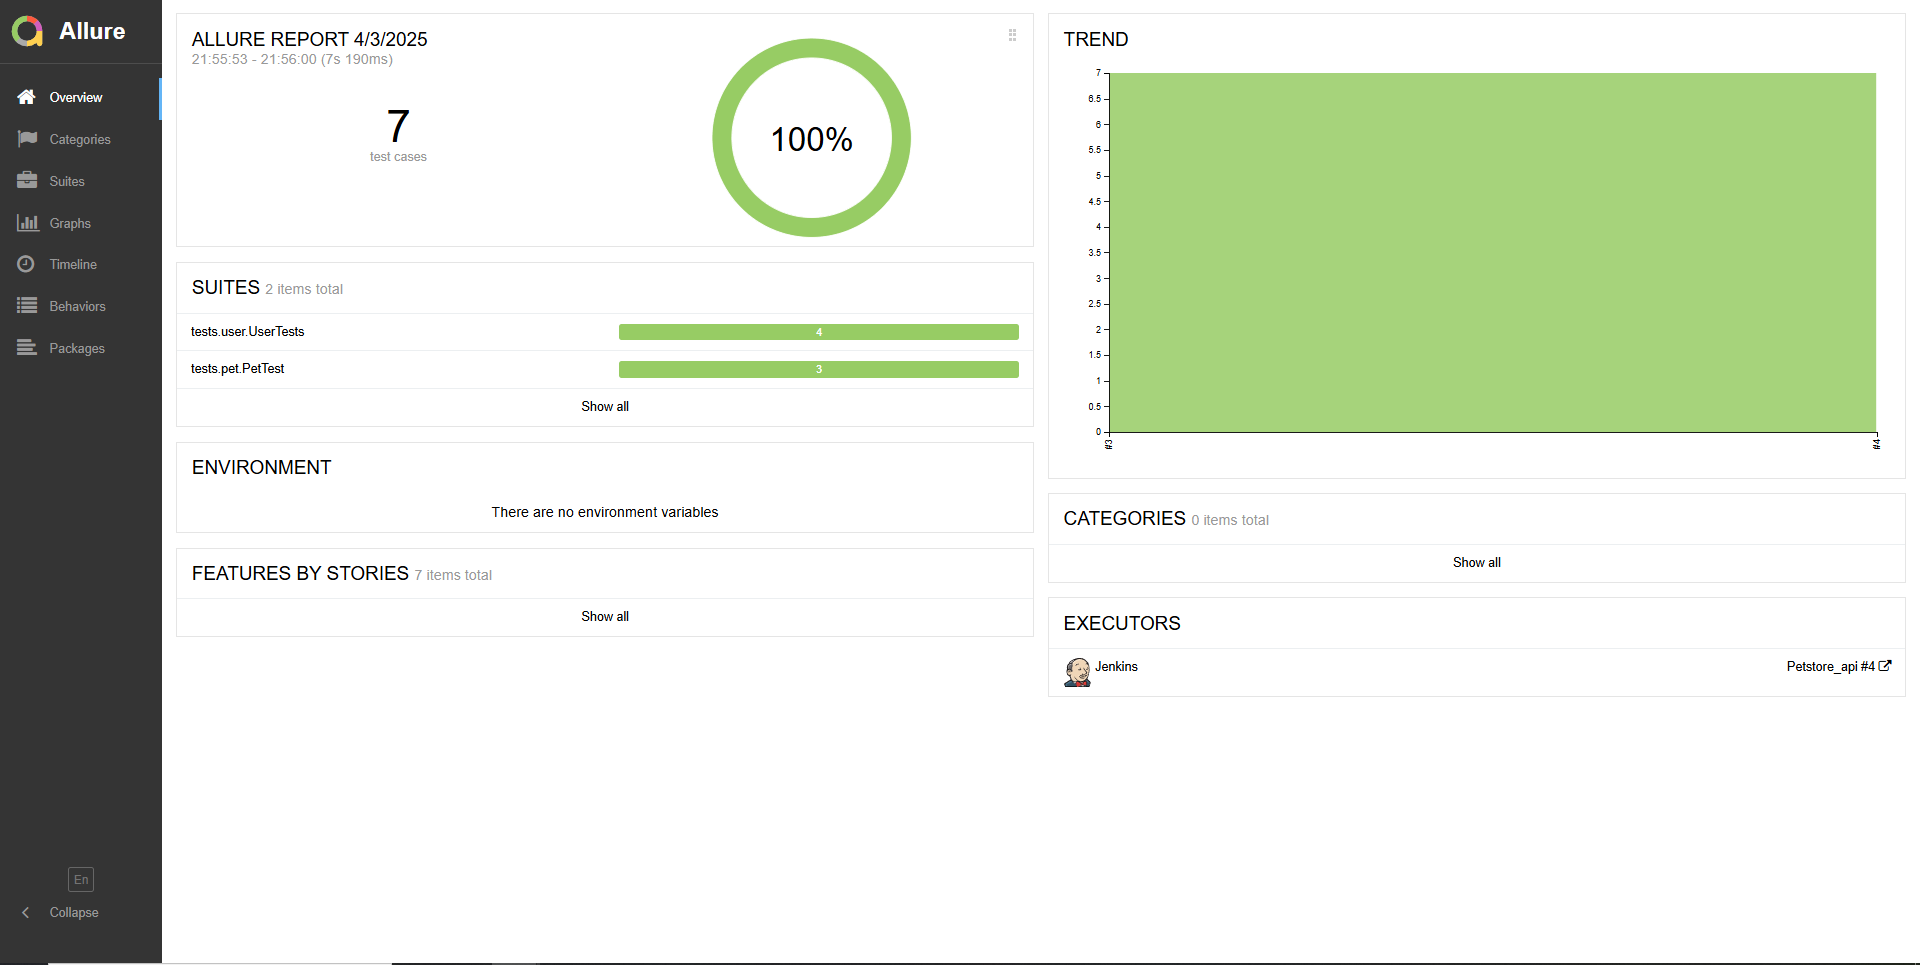 Allure
Overview
Categories
Suites
Graphs
Timeline
Behaviors
Packages
En
Collapse
ALLURE REPORT 4/3/2025
21:55:53 - 21:56:00 (7s 190ms)
7
test cases
100%
SUITES 2 items total
tests.user.UserTests 4
tests.pet.PetTest 3
Show all
ENVIRONMENT
There are no environment variables
FEATURES BY STORIES 7 items total
Show all
TREND
7
6.5
6
5.5
5
4.5
4
3.5
3
2.5
2
1.5
1
0.5
0
#3
#4
CATEGORIES 0 items total
Show all
EXECUTORS
Jenkins Petstore_api #4